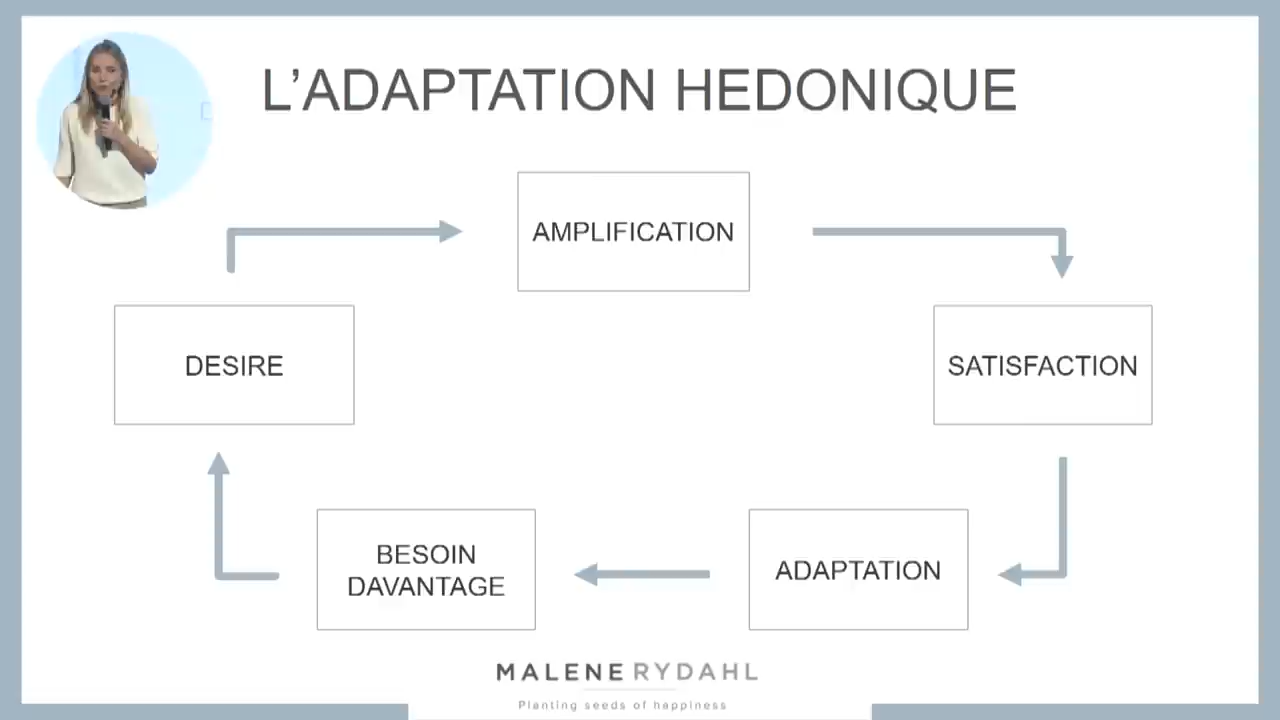 L'ADAPTATION HEDONIQUE
AMPLIFICATION
DESIRE
SATISFACTION
BESOIN
DAVANTAGE
ADAPTATION
MALENE RYDAHL
Planting seeds of happiness